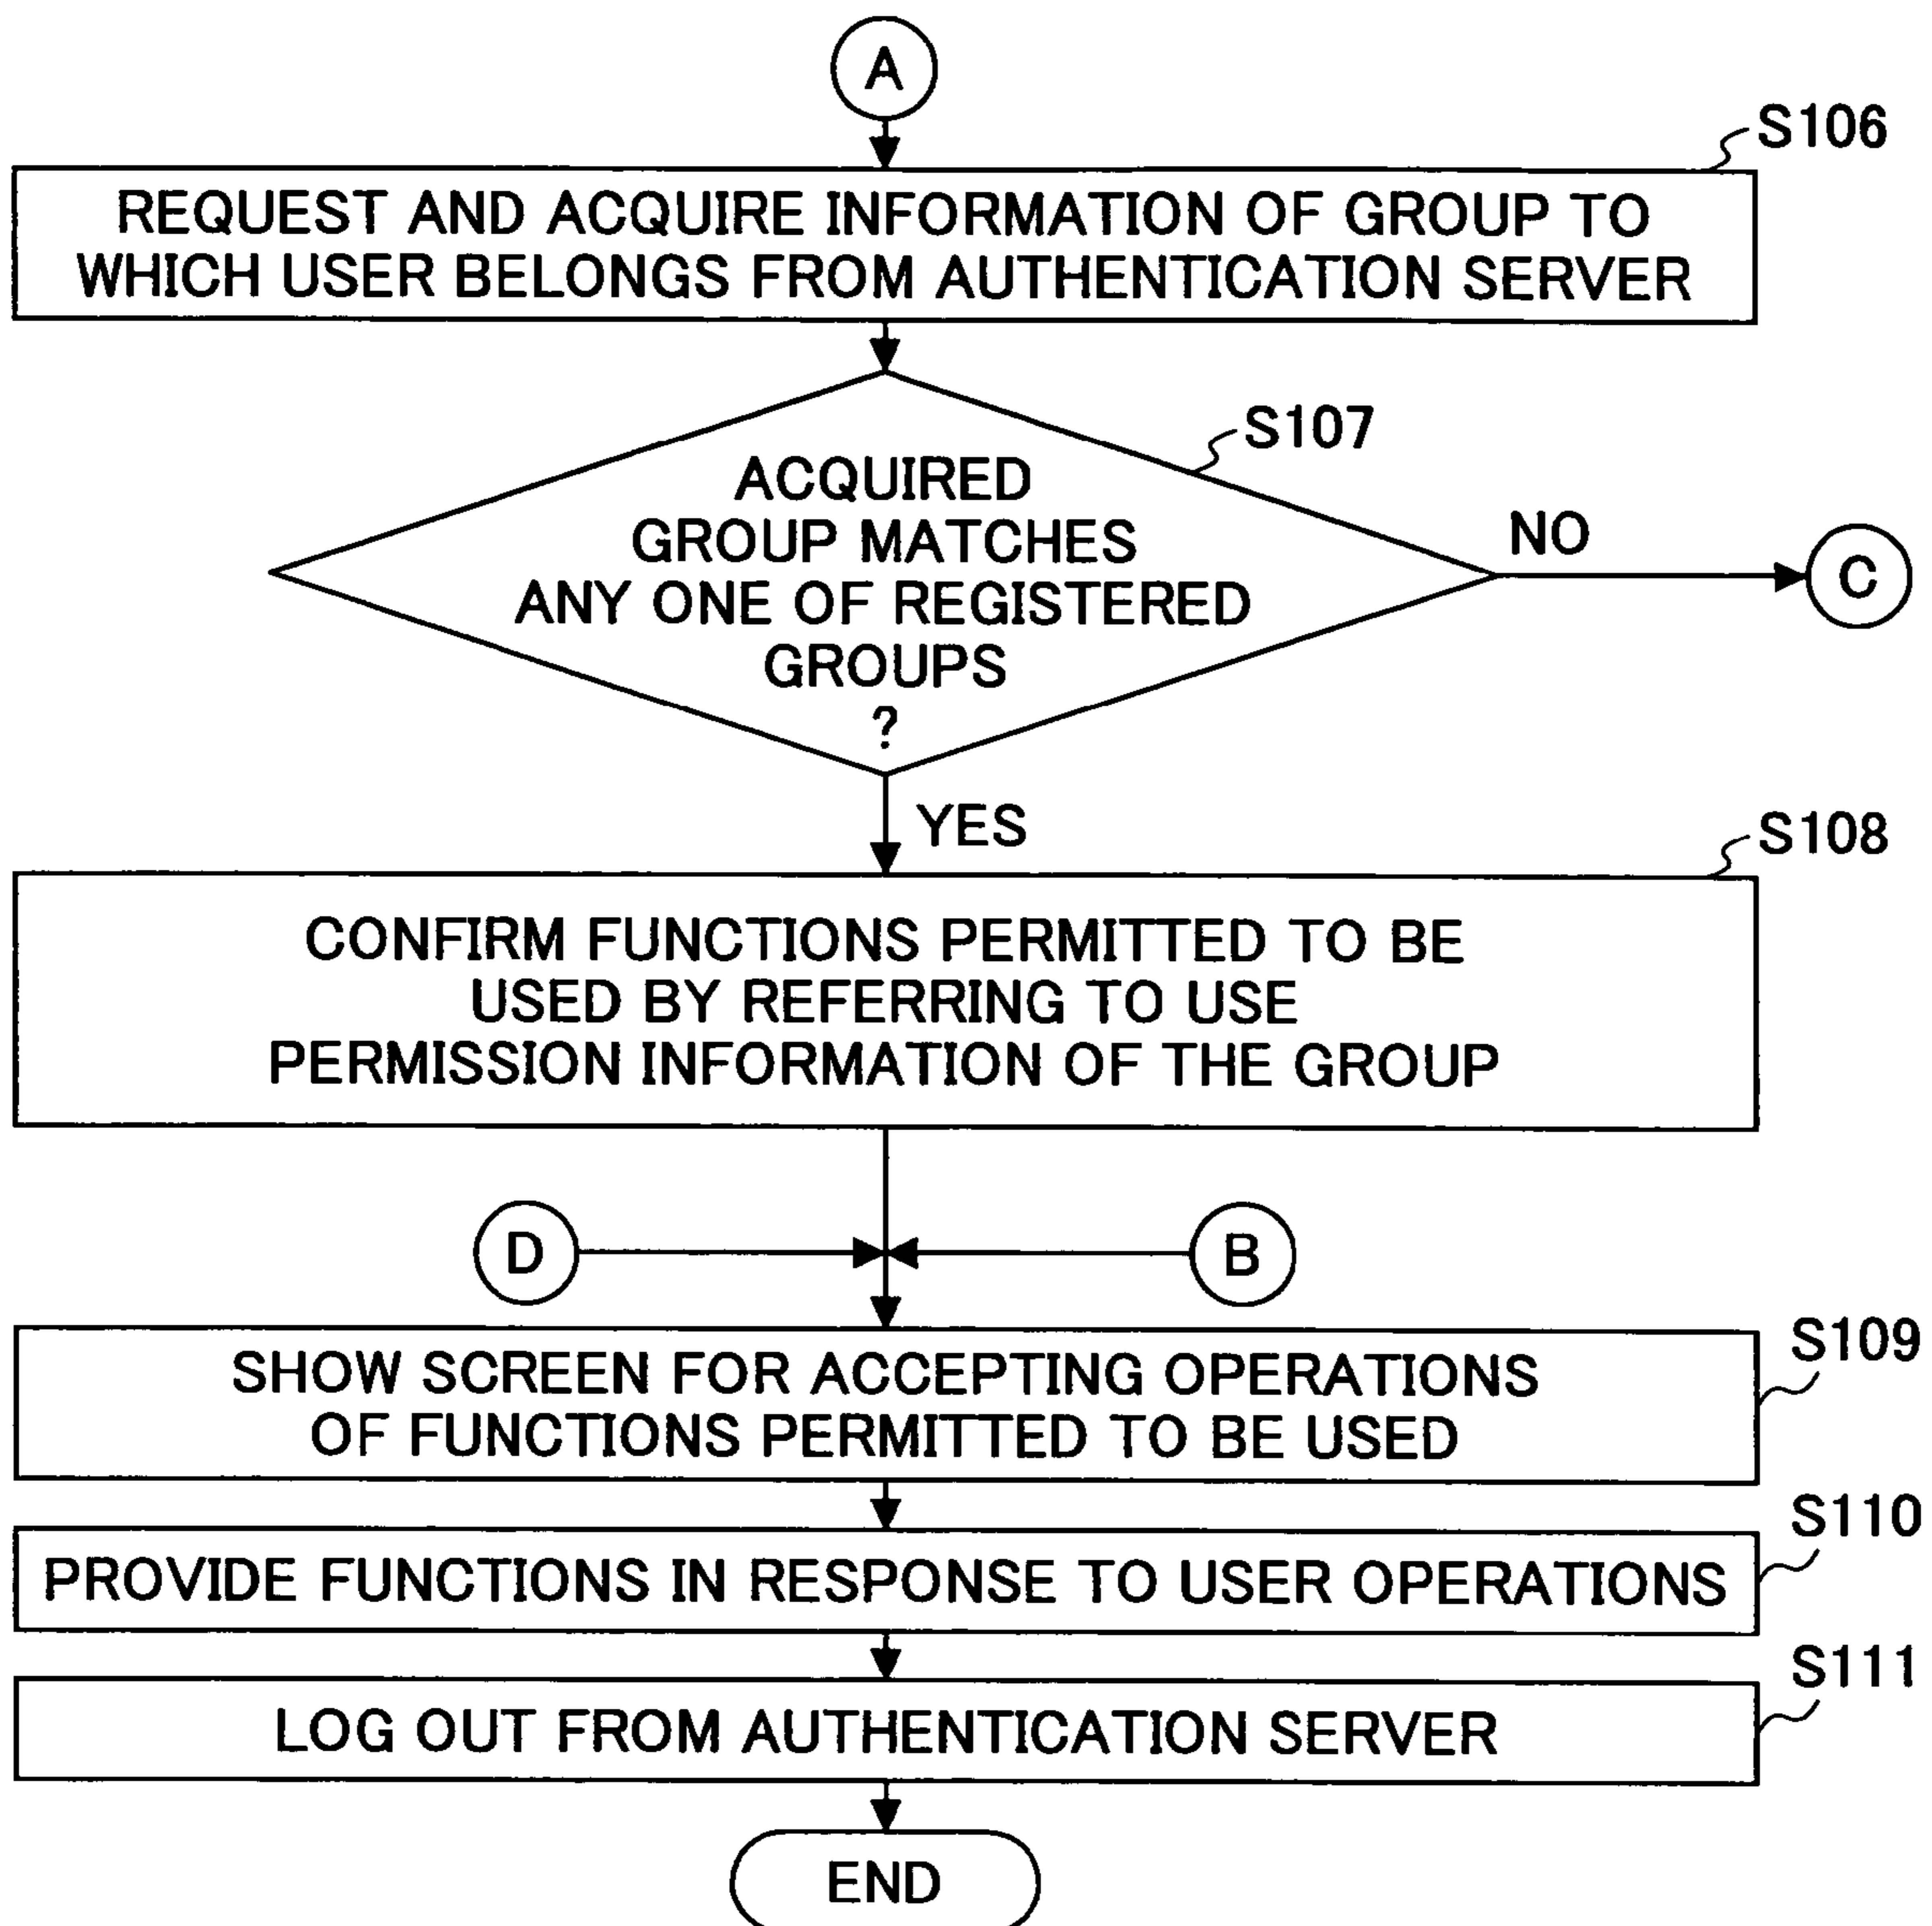 A
S106
REQUEST AND ACQUIRE INFORMATION OF GROUP TO
WHICH USER BELONGS FROM AUTHENTICATION SERVER
S107
ACQUIRED
GROUP MATCHES
ANY ONE OF REGISTERED
GROUPS
?
NO
C
YES
S108
CONFIRM FUNCTIONS PERMITTED TO BE
USED BY REFERRING TO USE
PERMISSION INFORMATION OF THE GROUP
D
B
S109
SHOW SCREEN FOR ACCEPTING OPERATIONS
OF FUNCTIONS PERMITTED TO BE USED
S110
PROVIDE FUNCTIONS IN RESPONSE TO USER OPERATIONS
S111
LOG OUT FROM AUTHENTICATION SERVER
END